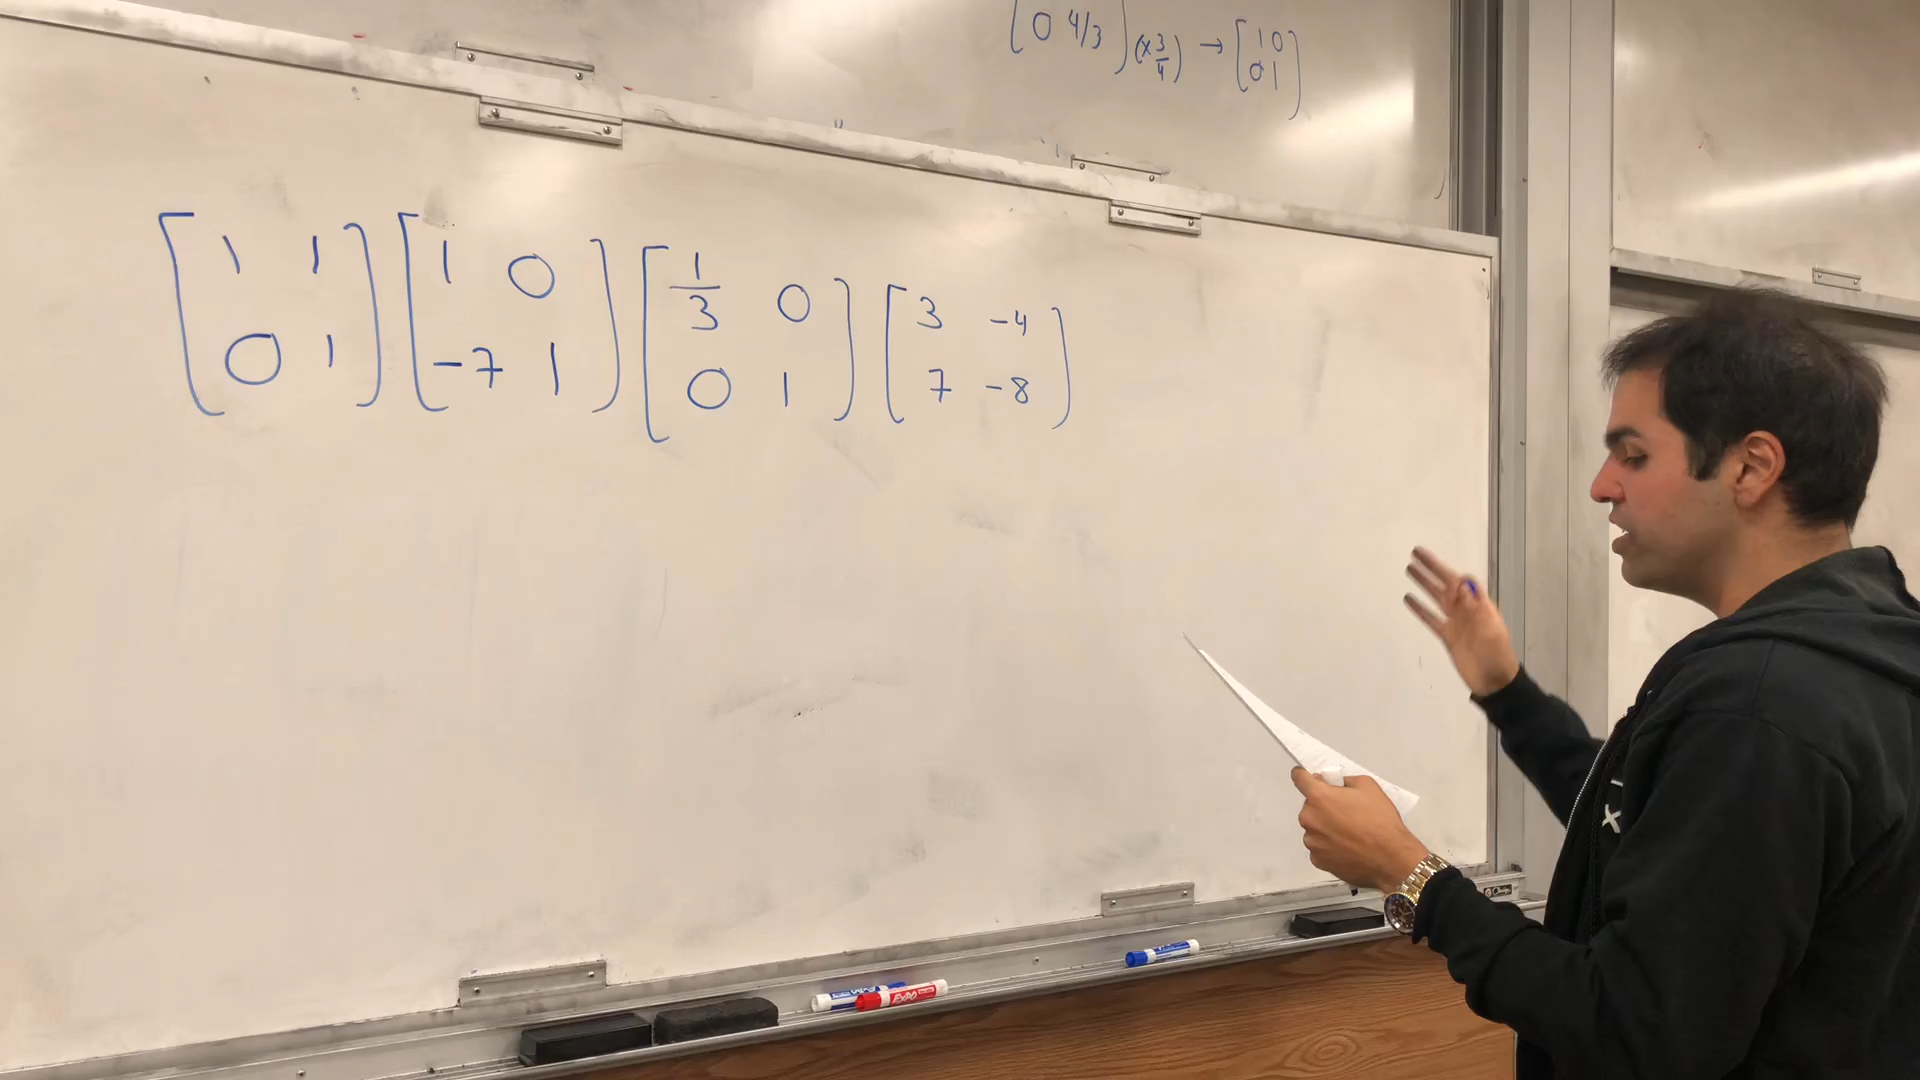 [0 4/3](×3/4) → [1 0
0 1]
[1 1] [1 0] [1/3 0] [3 -4]
[0 1] [-7 1] [0 1] [7 -8]
EXPO